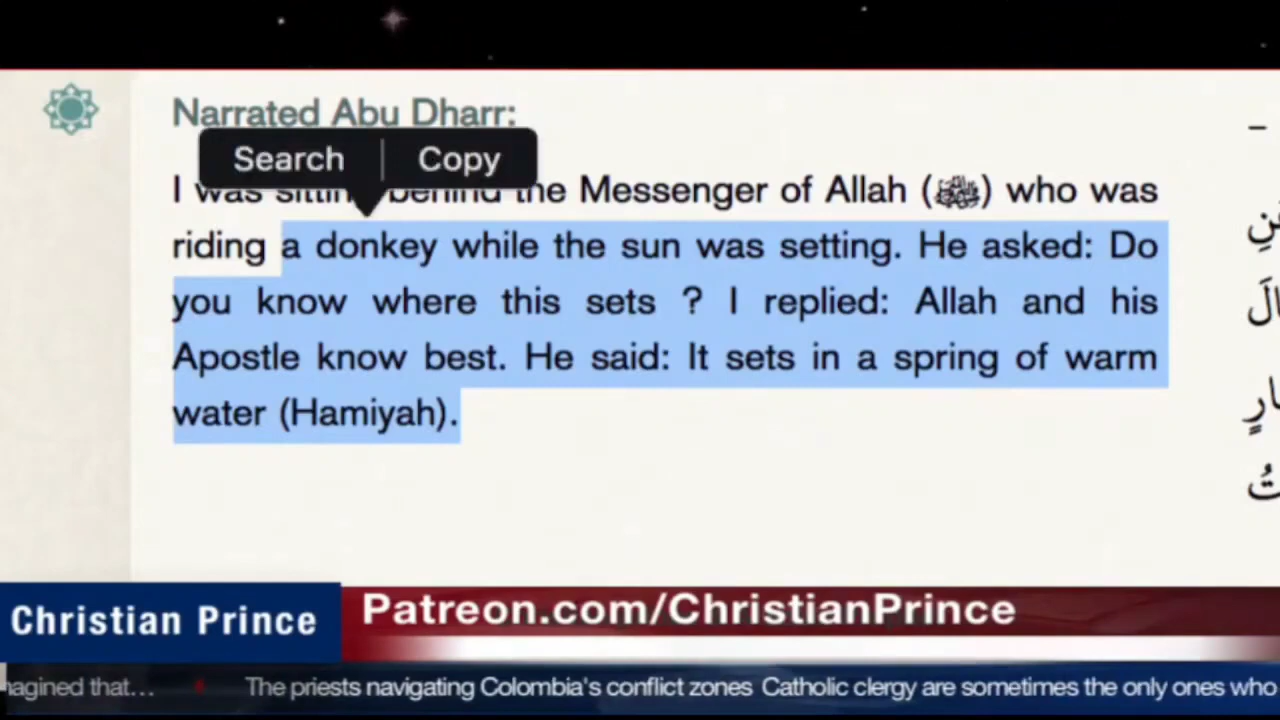 Narrated Abu Dharr:
Search Copy
I was sitting behind the Messenger of Allah (ﷺ) who was
riding a donkey while the sun was setting. He asked: Do
you know where this sets ? I replied: Allah and his
Apostle know best. He said: It sets in a spring of warm
water (Hamiyah).
Christian Prince
Patreon.com/ChristianPrince
that... The priests navigating Colombia's conflict zones Catholic clergy are sometimes the only ones who